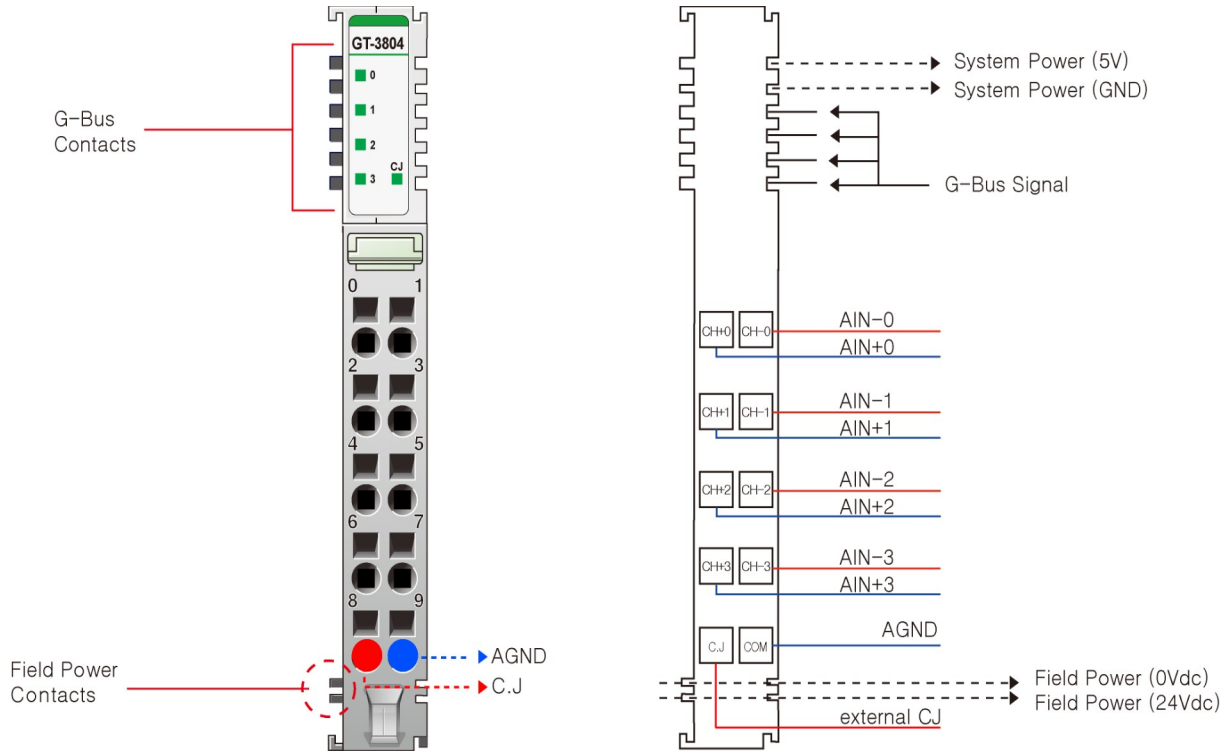 GT-3804
0
1
2
CJ
3
G-Bus
Contacts
0 1
2 3
4 5
6 7
8 9
AGND
C.J
Field Power
Contacts
System Power (5V)
System Power (GND)
G-Bus Signal
CH+0 CH-0
AIN-0
AIN+0
CH+1 CH-1
AIN-1
AIN+1
CH+2 CH-2
AIN-2
AIN+2
CH+3 CH-3
AIN-3
AIN+3
C.J COM
AGND
Field Power (0Vdc)
Field Power (24Vdc)
external CJ